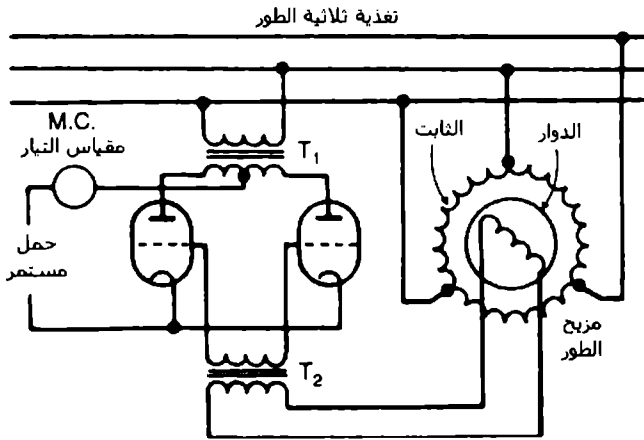 تغذية ثلاثية الطور
M.C.
مقياس التيار
T1
الثابت
الدوار
حمل
مستمر
مزيح
الطور
T2